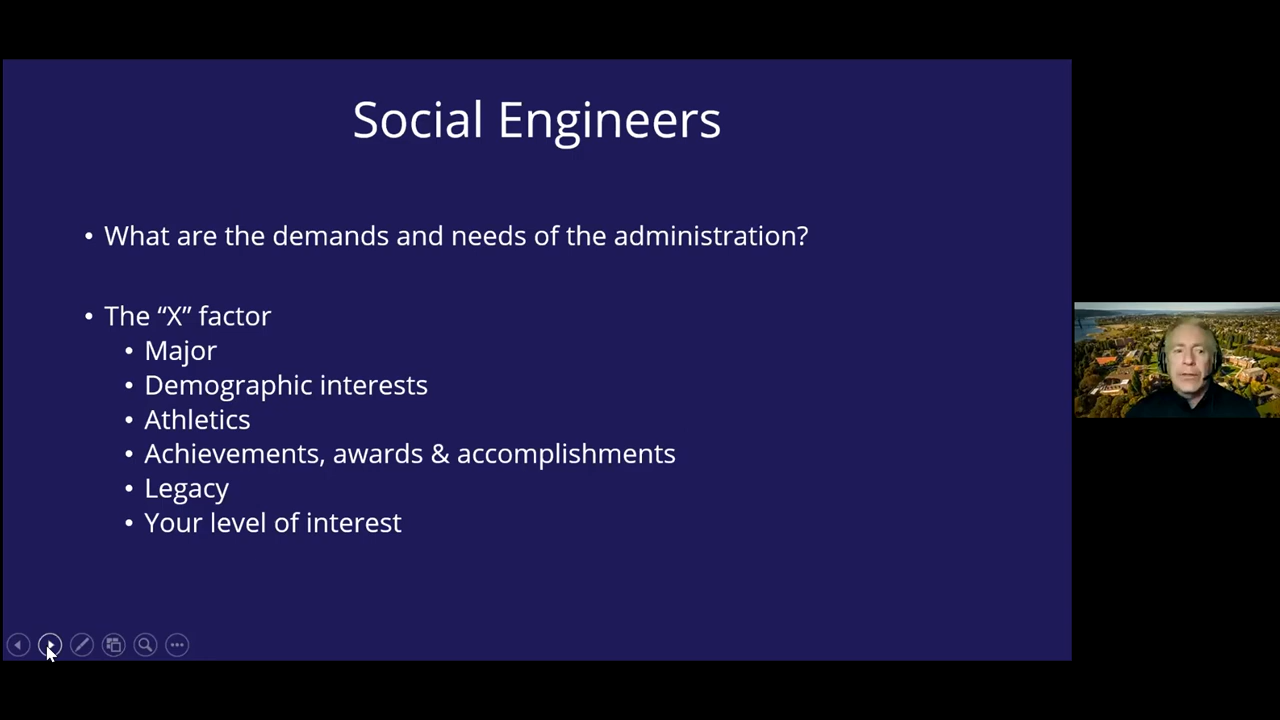 Social Engineers
• What are the demands and needs of the administration?
• The “X” factor
• Major
• Demographic interests
• Athletics
• Achievements, awards & accomplishments
• Legacy
• Your level of interest